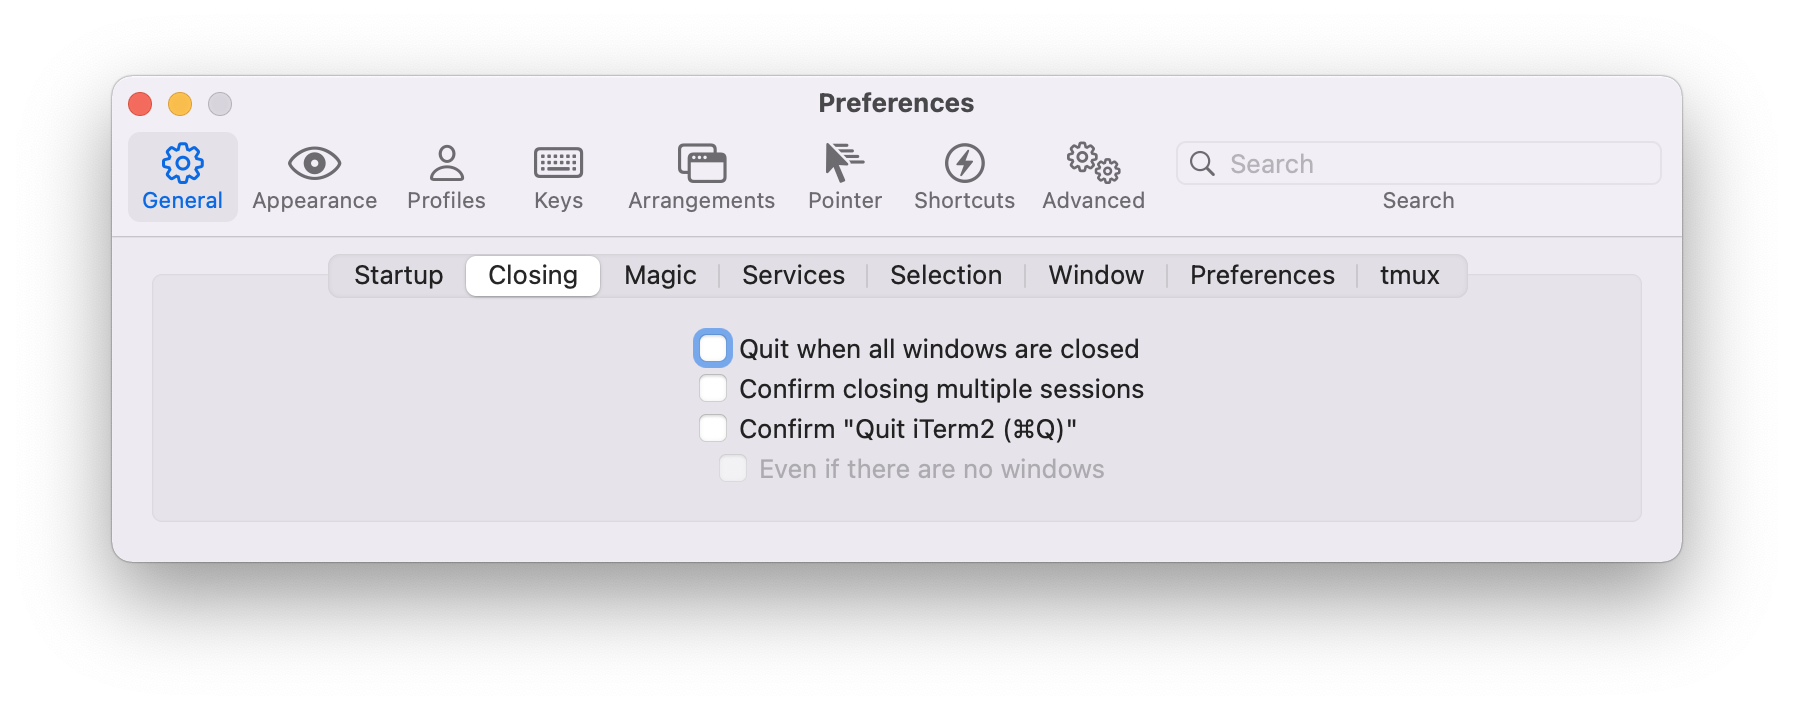 Preferences
General Appearance Profiles Keys Arrangements Pointer Shortcuts Advanced Search
Search
Startup Closing Magic Services Selection Window Preferences tmux
Quit when all windows are closed
Confirm closing multiple sessions
Confirm "Quit iTerm2 (⌘Q)"
Even if there are no windows